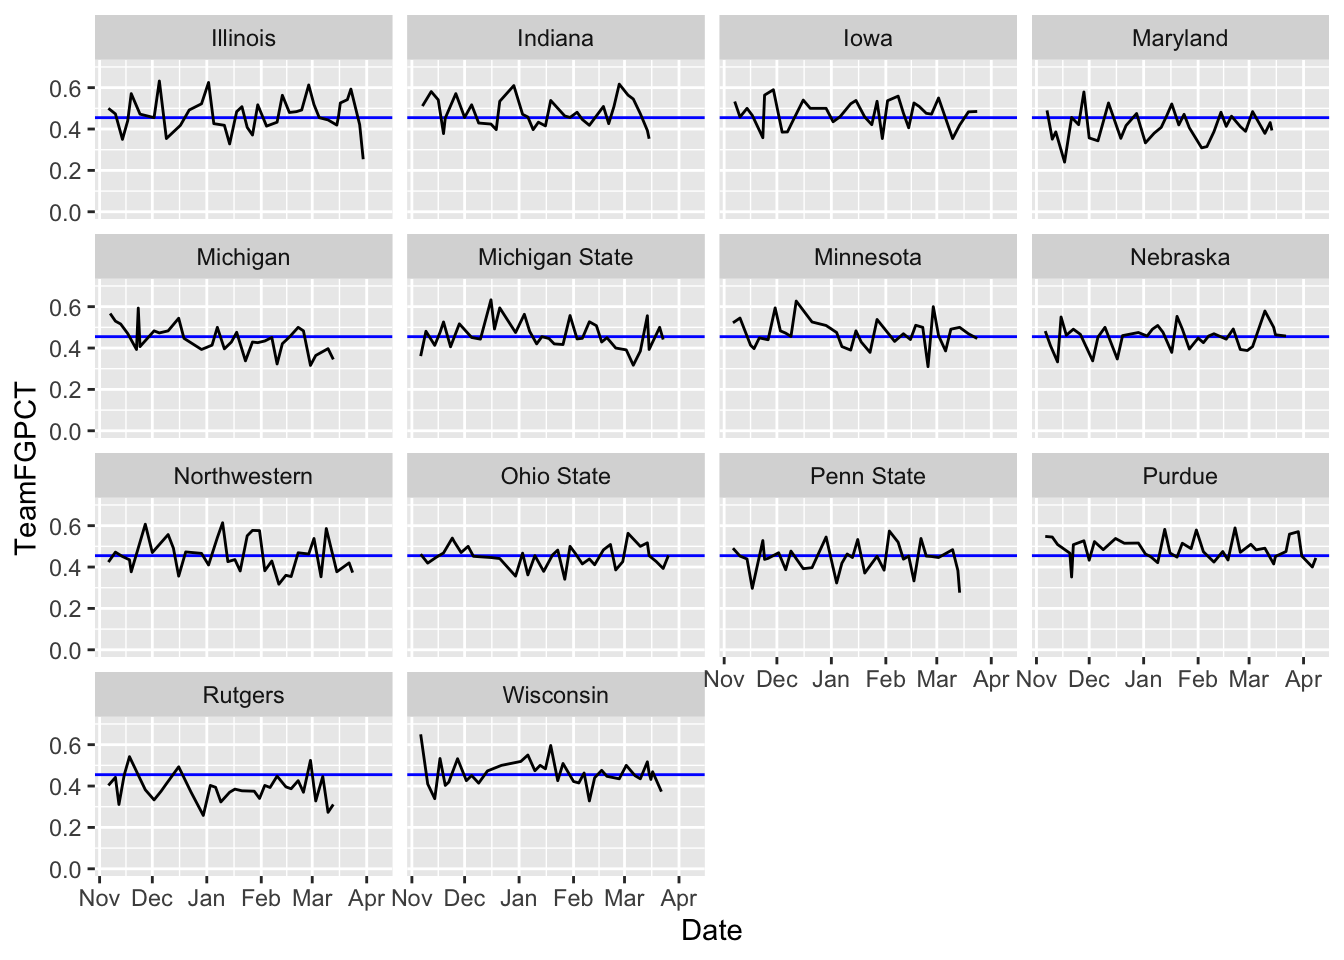 Illinois Indiana Iowa Maryland
0.6
0.4
0.2
0.0
Michigan Michigan State Minnesota Nebraska
0.6
0.4
0.2
0.0
TeamFGPCT
Northwestern Ohio State Penn State Purdue
0.6
0.4
0.2
0.0
Nov Dec Jan Feb Mar Apr Nov Dec Jan Feb Mar Apr
Rutgers Wisconsin
0.6
0.4
0.2
0.0
Nov Dec Jan Feb Mar Apr Nov Dec Jan Feb Mar Apr
Date